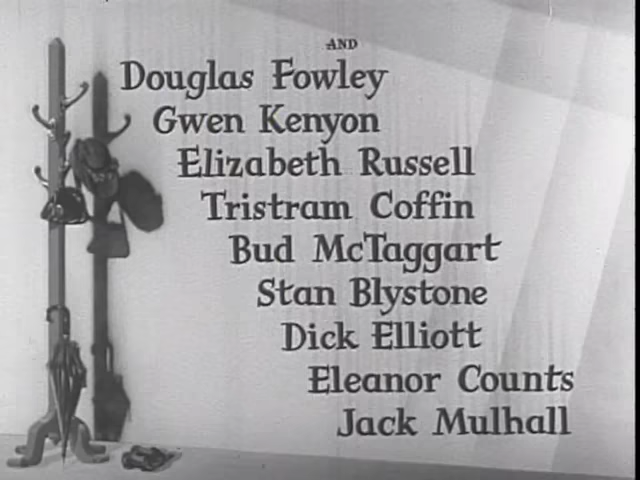 AND
Douglas Fowley
Gwen Kenyon
Elizabeth Russell
Tristram Coffin
Bud McTaggart
Stan Blystone
Dick Elliott
Eleanor Counts
Jack Mulhall